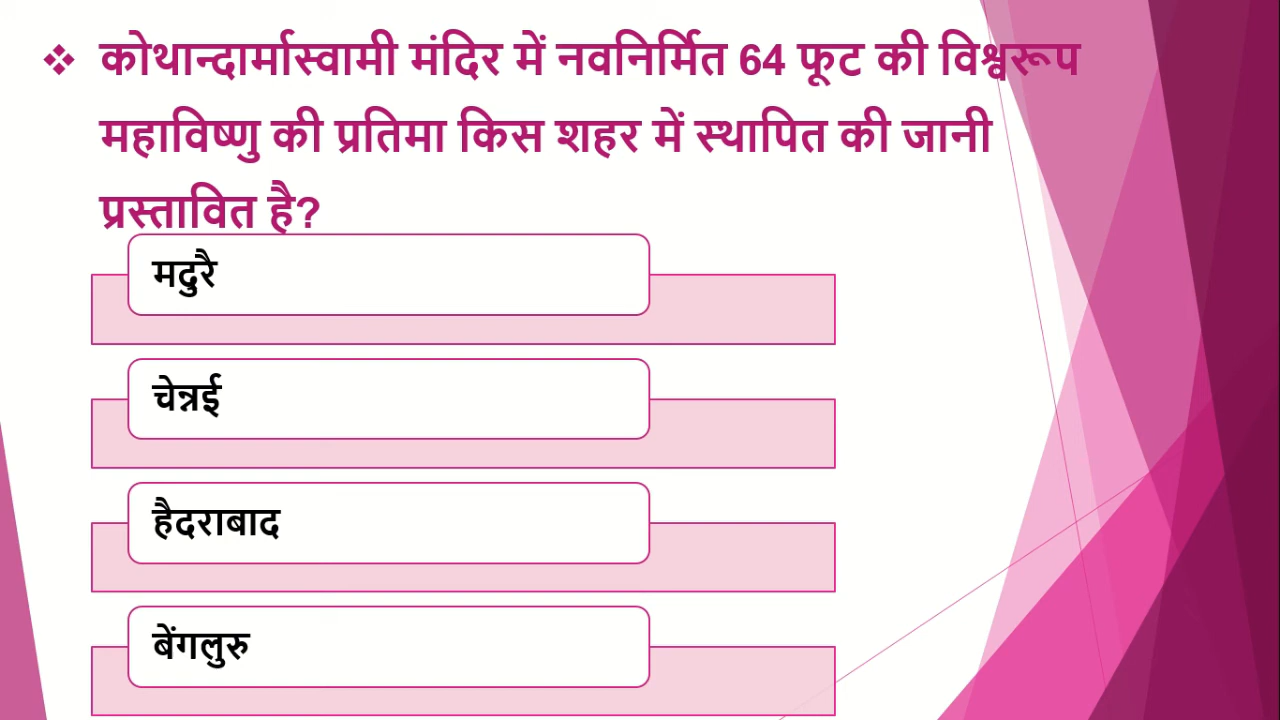 ❖ कोथान्दार्मास्वामी मंदिर में नवनिर्मित 64 फूट की विश्वरूप
महाविष्णु की प्रतिमा किस शहर में स्थापित की जानी
प्रस्तावित है?
मदुरै
चेन्नई
हैदराबाद
बेंगलुरु